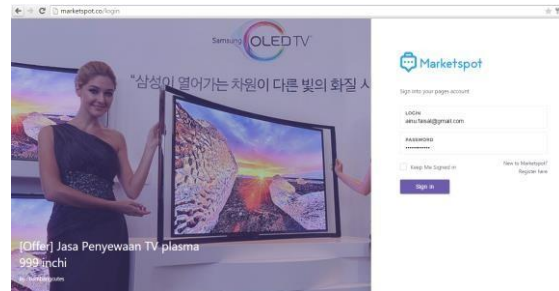 marketspot.co/login
Samsung OLED TV
"삼성이 열어가는 차원이 다른 빛의 화질 시
[Offer] Jasa Penyewaan TV plasma
999 inchi
Marketspot
Sign into your pages account
LOGIN
ainu.faisal@gmail.com
PASSWORD
Keep Me Signed in
New to Marketspot?
Register here
Sign in